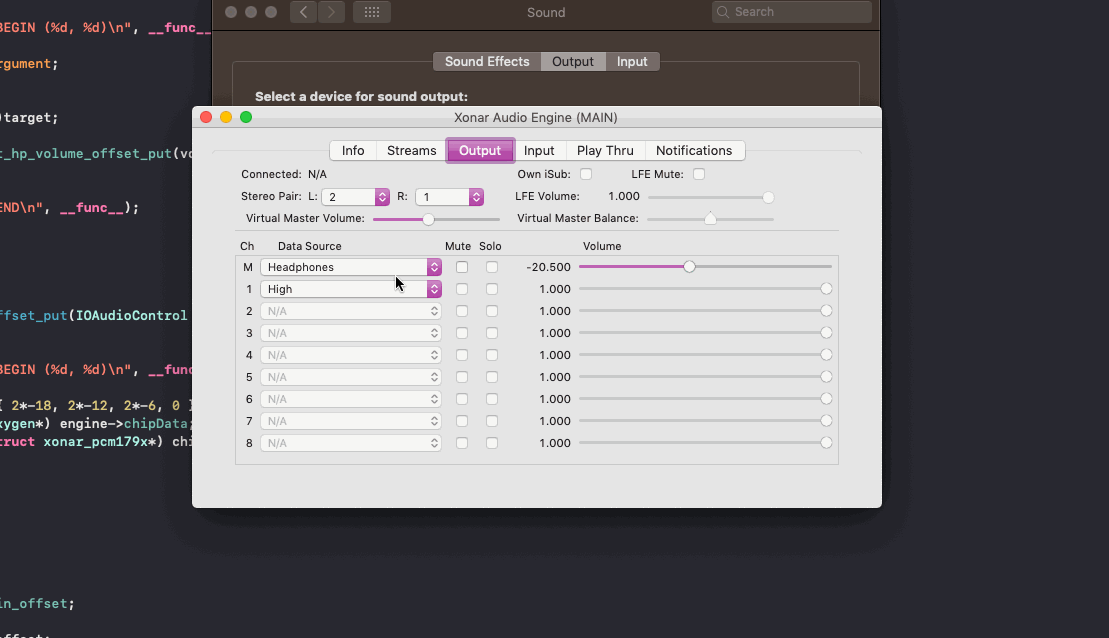 BEGIN (%d, %d)\n", __func__
Sound
Search
rgument;
Sound Effects Output Input
Select a device for sound output:
)target;
Xonar Audio Engine (MAIN)
t_hp_volume_offset_put(vo
Info Streams Output Input Play Thru Notifications
Connected: N/A Own iSub: LFE Mute:
Stereo Pair: L: 2 R: 1 LFE Volume: 1.000
END\n", __func__);
Virtual Master Volume: Virtual Master Balance:
Ch Data Source Mute Solo Volume
M Headphones -20.500
1 High 1.000
2 N/A 1.000
ffset_put(IOAudioControl
3 N/A 1.000
4 N/A 1.000
BEGIN (%d, %d)\n", __func
5 N/A 1.000
6 N/A 1.000
{ 2*-18, 2*-12, 2*-6, 0 }
7 N/A 1.000
xygen*) engine->chipData;
8 N/A 1.000
truct xonar_pcm179x*) chi
in_offset;